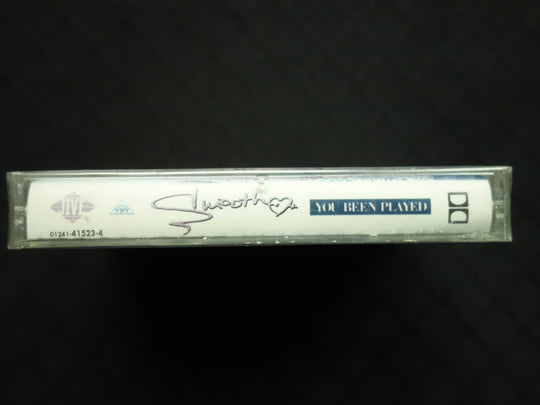 JIVE
01241-41523-4
Smooth
YOU BEEN PLAYED